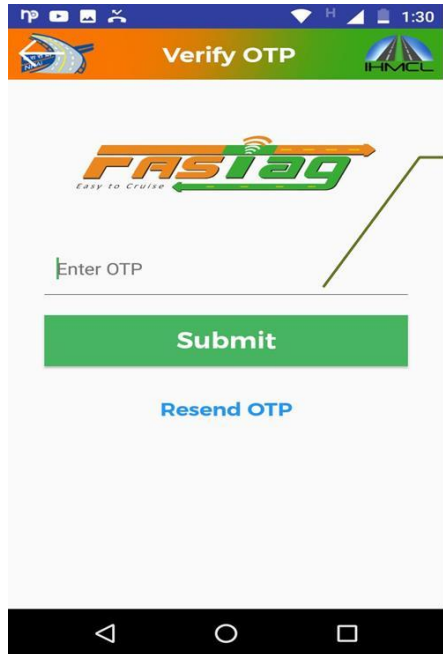 H 1:30
Verify OTP
IHMCL
FASTag
Easy to Cruise
Enter OTP
Submit
Resend OTP